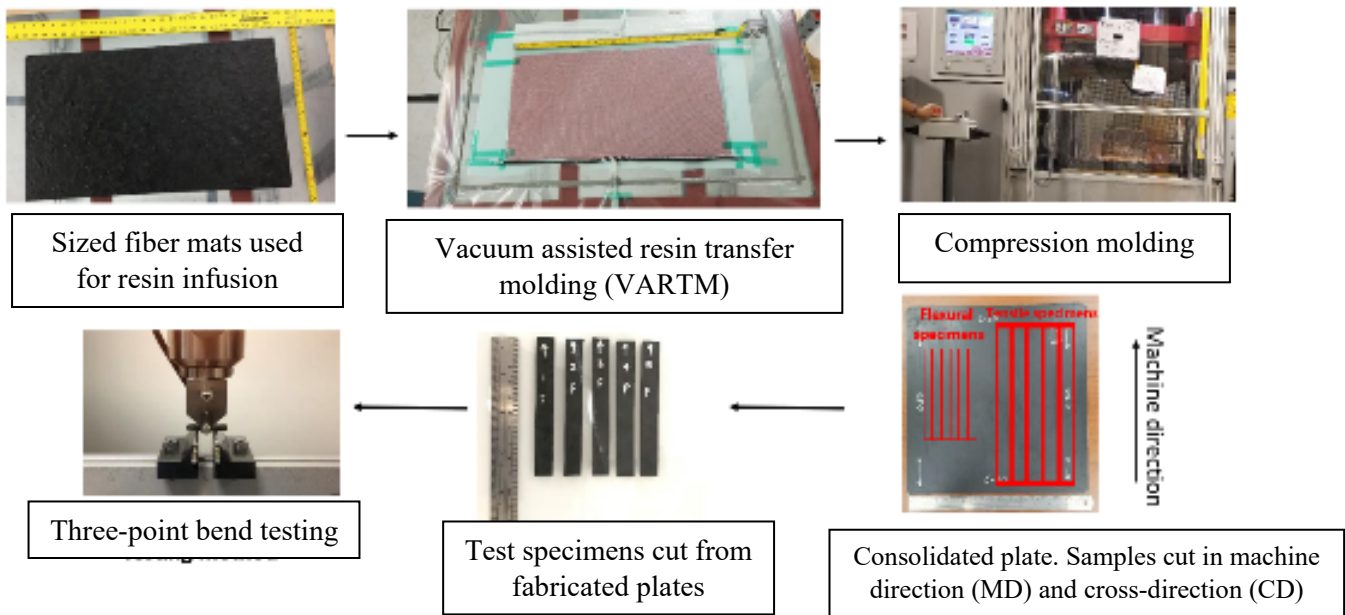 Sized fiber mats used
for resin infusion
Vacuum assisted resin transfer
molding (VARTM)
Compression molding
Flexural
specimens
Tensile specimens
Machine direction
Three-point bend testing
Test specimens cut from
fabricated plates
Consolidated plate. Samples cut in machine
direction (MD) and cross-direction (CD)